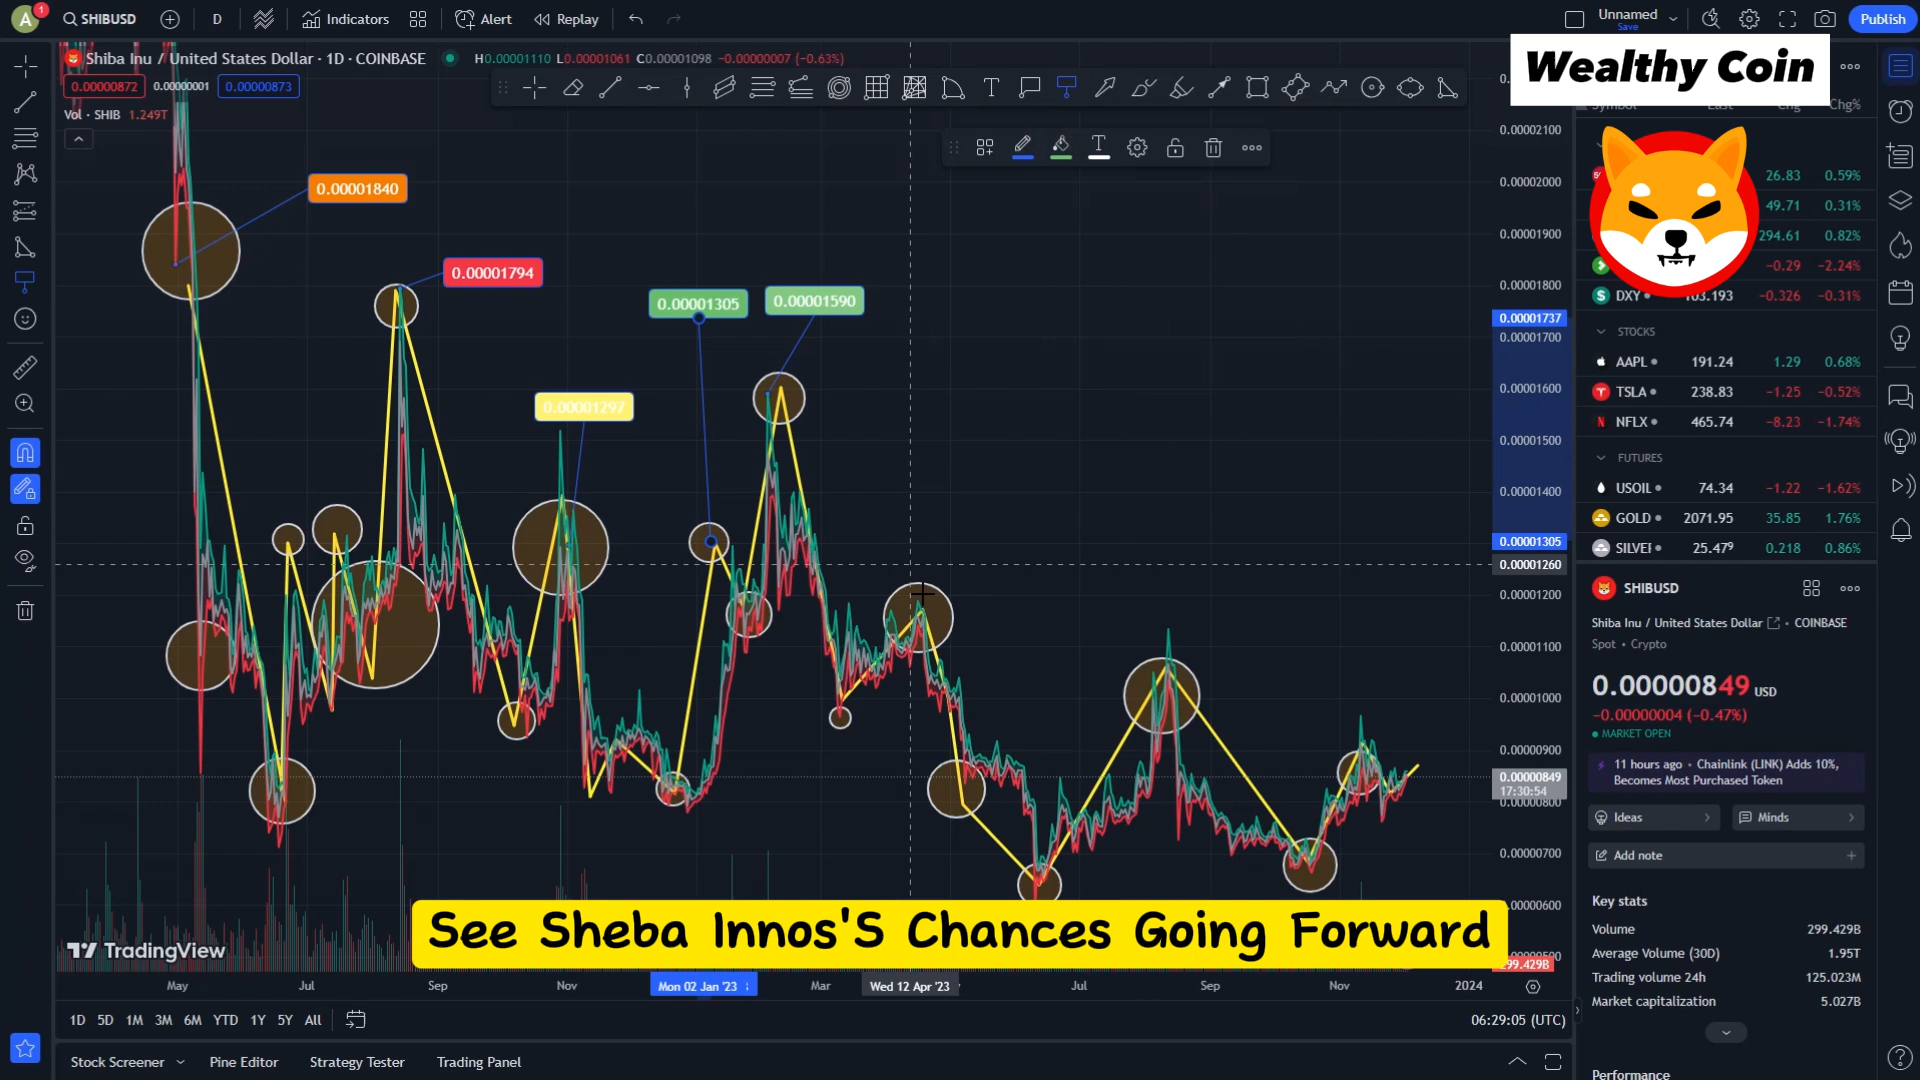 A 1 SHIBUSD D Indicators Alert Replay Unnamed Save Publish
Shiba Inu / United States Dollar · 1D · COINBASE H0.00001110 L0.00001061 C0.00001098 −0.00000007 (−0.63%)
0.00000872 0.00000001 0.00000873
Vol · SHIB 1.249T
Wealthy Coin
0.00001840
0.00001794
0.00001305
0.00001590
0.00001297
0.00002100
0.00002000
0.00001900
0.00001800
0.00001737
0.00001700
0.00001600
0.00001500
0.00001400
0.00001305
0.00001260
0.00001200
0.00001100
0.00001000
0.00000900
0.00000849
17:30:54
0.00000800
0.00000700
299.429B
See Sheba Innos'S Chances Going Forward
TradingView
May Jul Sep Nov Mon 02 Jan '23 Mar Wed 12 Apr '23 Jul Sep Nov 2024
1D 5D 1M 3M 6M YTD 1Y 5Y All 06:29:05 (UTC)
Stock Screener Pine Editor Strategy Tester Trading Panel
Chg%
26.83 0.59%
49.71 0.31%
294.61 0.82%
−0.29 −2.24%
DXY 103.193 −0.326 −0.31%
STOCKS
AAPL 191.24 1.29 0.68%
TSLA 238.83 −1.25 −0.52%
NFLX 465.74 −8.23 −1.74%
FUTURES
USOIL 74.34 −1.22 −1.62%
GOLD 2071.95 35.85 1.76%
SILVER 25.479 0.218 0.86%
SHIBUSD
Shiba Inu / United States Dollar • COINBASE
Spot • Crypto
0.00000849 USD
−0.00000004 (−0.47%)
MARKET OPEN
11 hours ago • Chainlink (LINK) Adds 10%,
Becomes Most Purchased Token
Ideas Minds
Add note
Key stats
Volume 299.429B
Average Volume (30D) 1.95T
Trading volume 24h 125.023M
Market capitalization 5.027B
Performance